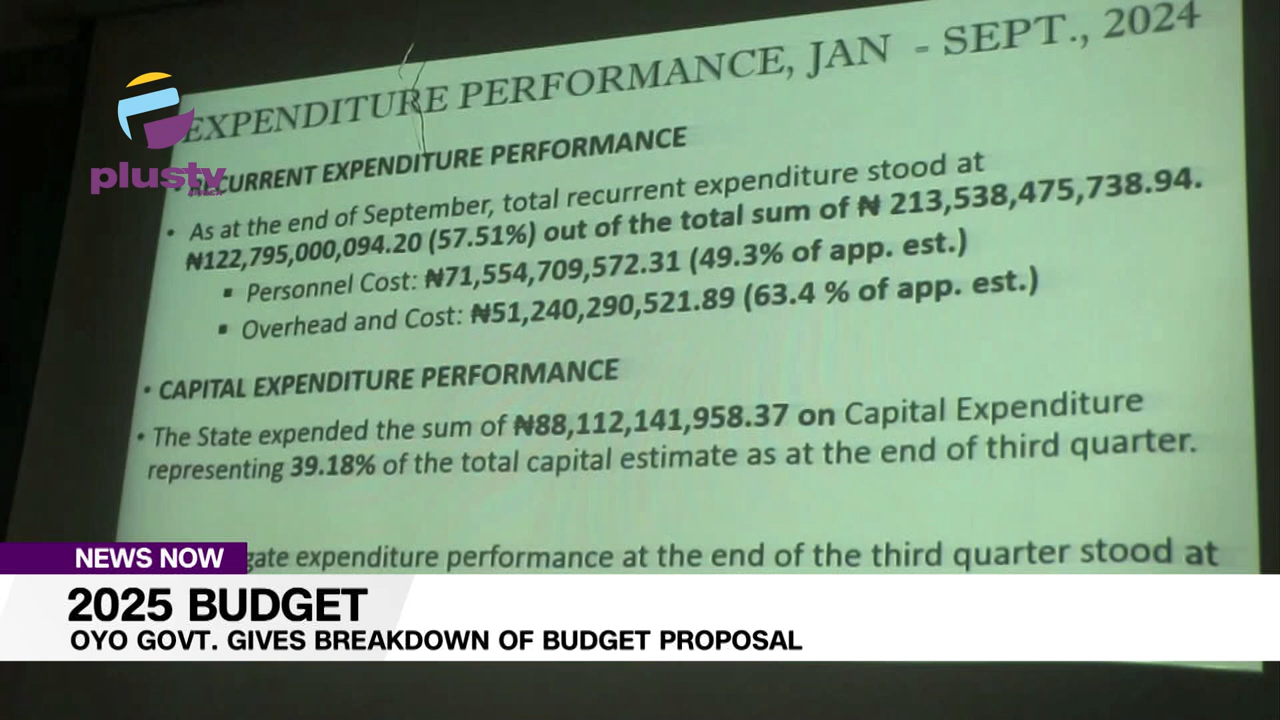 EXPENDITURE PERFORMANCE, JAN - SEPT., 2024
plustv
RECURRENT EXPENDITURE PERFORMANCE
• As at the end of September, total recurrent expenditure stood at
₦122,795,000,094.20 (57.51%) out of the total sum of ₦ 213,538,475,738.94.
▪ Personnel Cost: ₦71,554,709,572.31 (49.3% of app. est.)
▪ Overhead and Cost: ₦51,240,290,521.89 (63.4 % of app. est.)
• CAPITAL EXPENDITURE PERFORMANCE
• The State expended the sum of ₦88,112,141,958.37 on Capital Expenditure
representing 39.18% of the total capital estimate as at the end of third quarter.
gate expenditure performance at the end of the third quarter stood at
NEWS NOW
2025 BUDGET
OYO GOVT. GIVES BREAKDOWN OF BUDGET PROPOSAL